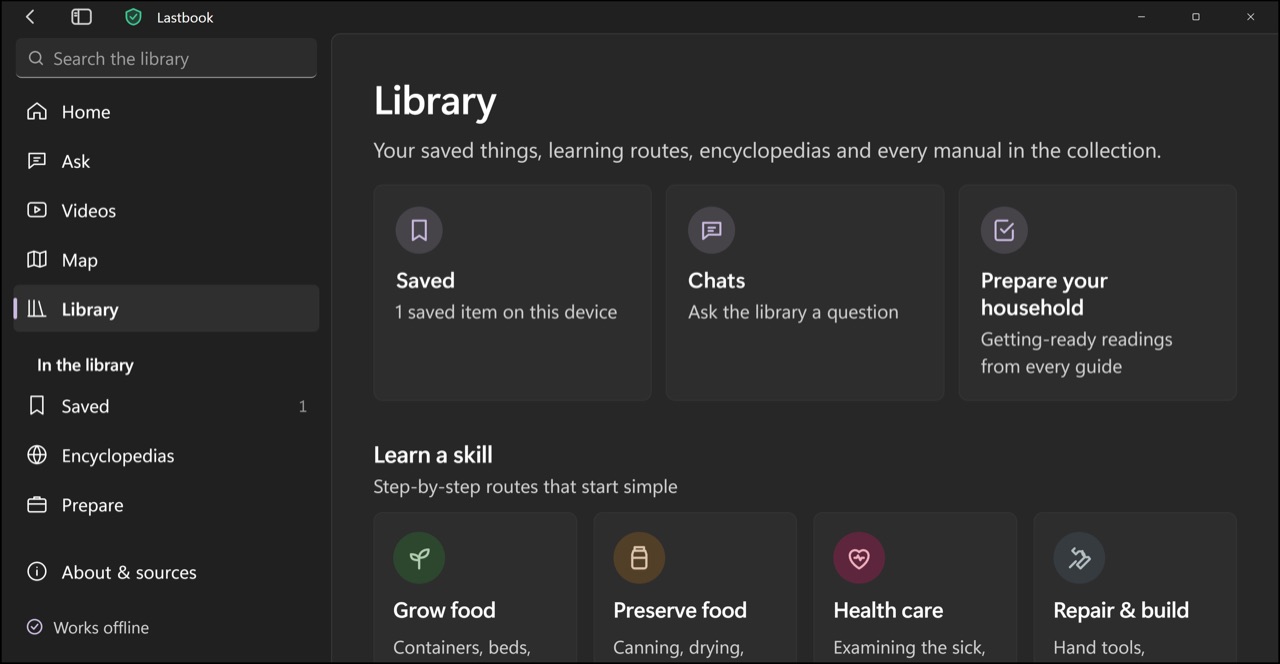 Lastbook
Search the library
Home
Ask
Videos
Map
Library
In the library
Saved 1
Encyclopedias
Prepare
About & sources
Works offline
Library
Your saved things, learning routes, encyclopedias and every manual in the collection.
Saved
1 saved item on this device
Chats
Ask the library a question
Prepare your
household
Getting-ready readings
from every guide
Learn a skill
Step-by-step routes that start simple
Grow food
Containers, beds,
Preserve food
Canning, drying,
Health care
Examining the sick,
Repair & build
Hand tools,